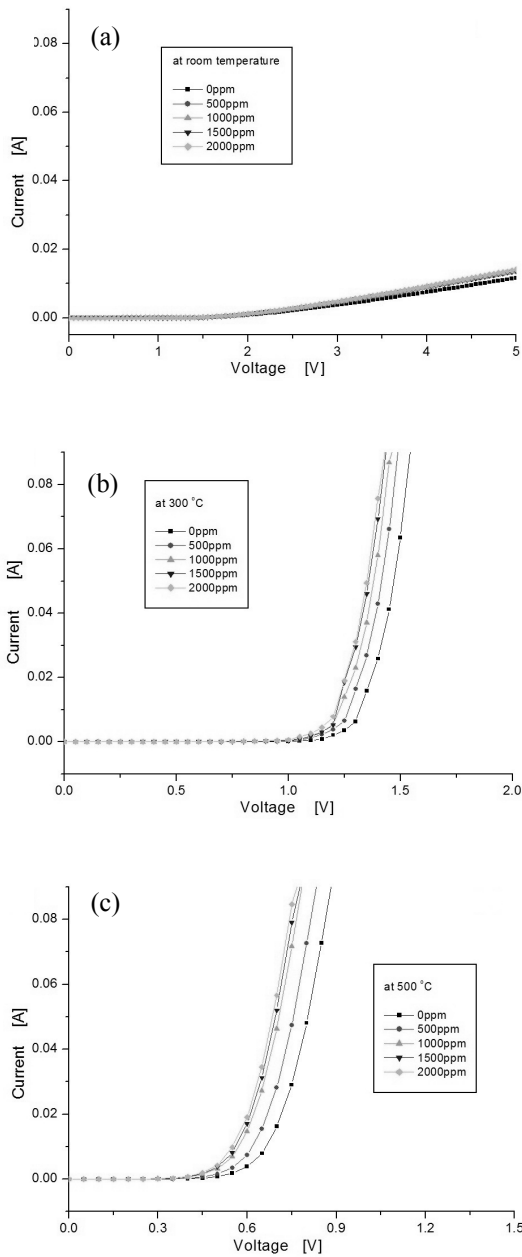 (a)
at room temperature
0ppm
500ppm
1000ppm
1500ppm
2000ppm
0.08
0.06
0.04
0.02
0.00
Current [A]
0 1 2 3 4 5
Voltage [V]
(b)
at 300 °C
0ppm
500ppm
1000ppm
1500ppm
2000ppm
0.08
0.06
0.04
0.02
0.00
Current [A]
0.0 0.5 1.0 1.5 2.0
Voltage [V]
(c)
at 500 °C
0ppm
500ppm
1000ppm
1500ppm
2000ppm
0.08
0.06
0.04
0.02
0.00
Current [A]
0.0 0.3 0.6 0.9 1.2 1.5
Voltage [V]